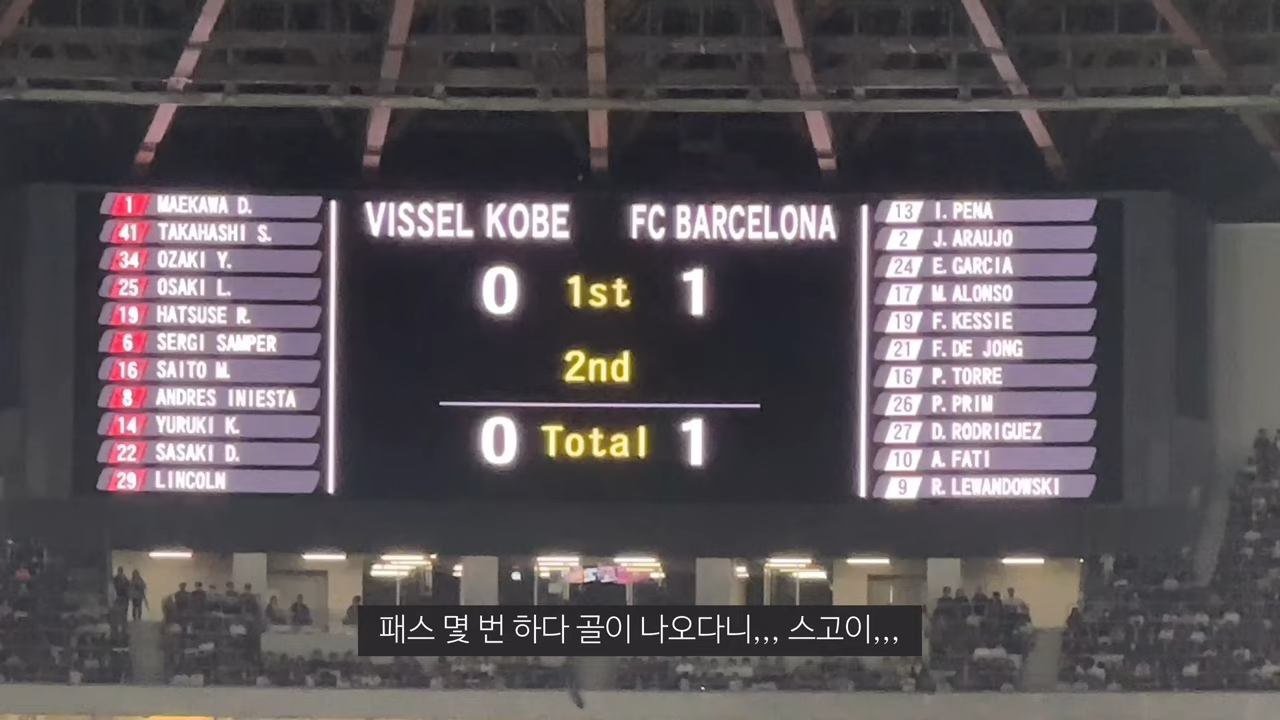 1 MAEKAWA D.
41 TAKAHASHI S.
34 OZAKI Y.
25 OSAKI L.
19 HATSUSE R.
6 SERGI SAMPER
16 SAITO M.
8 ANDRES INIESTA
14 YURUKI K.
22 SASAKI D.
29 LINCOLN
VISSEL KOBE FC BARCELONA
0 1st 1
2nd
0 Total 1
13 I. PENA
2 J. ARAUJO
24 E. GARCIA
17 M. ALONSO
19 F. KESSIE
21 F. DE JONG
16 P. TORRE
26 P. PRIM
27 D. RODRIGUEZ
10 A. FATI
9 R. LEWANDOWSKI
패스 몇 번 하다 골이 나오다니,,, 스고이,,,